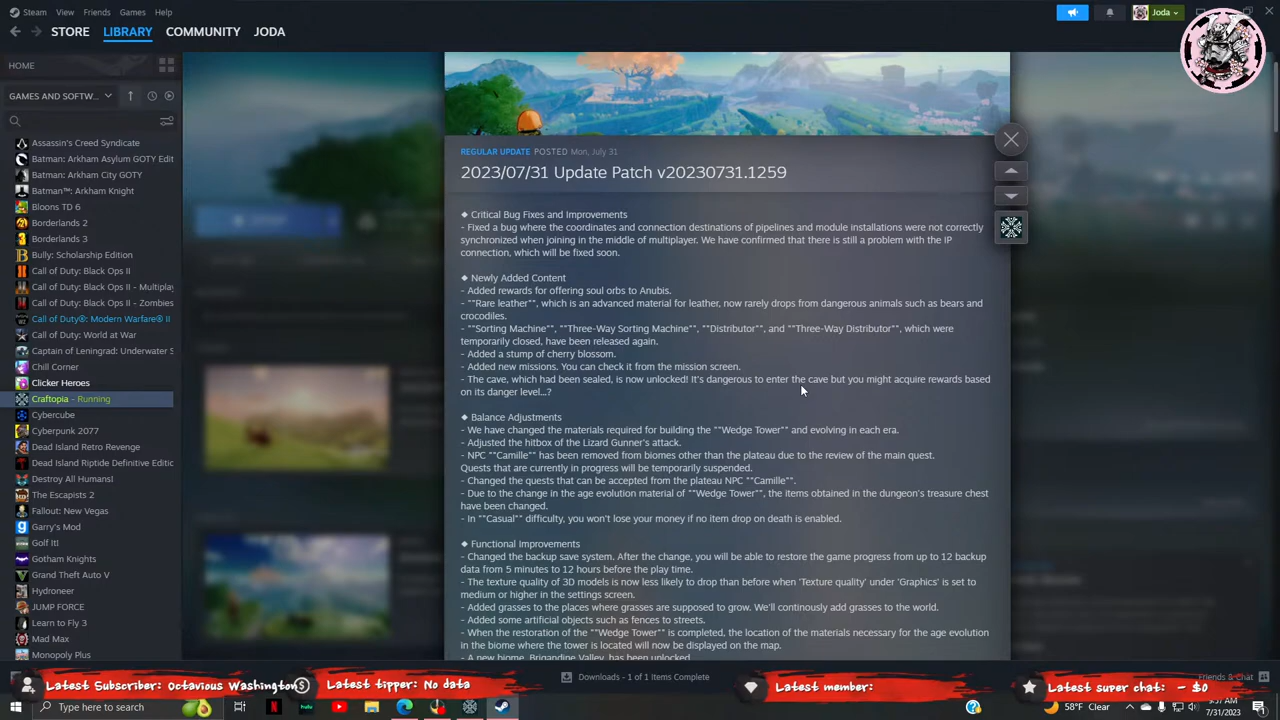 Steam View Friends Games Help
Joda
STORE LIBRARY COMMUNITY JODA
HOME
GAMES AND SOFTW...
Assassin's Creed Syndicate
Batman: Arkham Asylum GOTY Edit
Batman: Arkham City GOTY
Batman™: Arkham Knight
Bloons TD 6
Borderlands 2
Borderlands 3
Bully: Scholarship Edition
Call of Duty: Black Ops II
Call of Duty: Black Ops II - Multipla
Call of Duty: Black Ops II - Zombies
Call of Duty®: Modern Warfare® II
Call of Duty: World at War
Captain of Leningrad: Underwater S
Chill Corner
Clicker Heroes
Craftopia - Running
Cybercube
Cyberpunk 2077
Dead Island Retro Revenge
Dead Island Riptide Definitive Edition
Destroy All Humans!
The Escapists 2
Fallout: New Vegas
Garry's Mod
Golf It!
Gotham Knights
Grand Theft Auto V
Hydroneer
JUMP FORCE
Learn to Fly 3
Mad Max
Monopoly Plus
REGULAR UPDATE POSTED Mon, July 31
2023/07/31 Update Patch v20230731.1259
◆ Critical Bug Fixes and Improvements
- Fixed a bug where the coordinates and connection destinations of pipelines and module installations were not correctly
synchronized when joining in the middle of multiplayer. We have confirmed that there is still a problem with the IP
connection, which will be fixed soon.
◆ Newly Added Content
- Added rewards for offering soul orbs to Anubis.
- ""Rare leather"", which is an advanced material for leather, now rarely drops from dangerous animals such as bears and
crocodiles.
- ""Sorting Machine"", ""Three-Way Sorting Machine"", ""Distributor"", and ""Three-Way Distributor"", which were
temporarily closed, have been released again.
- Added a stump of cherry blossom.
- Added new missions. You can check it from the mission screen.
- The cave, which had been sealed, is now unlocked! It's dangerous to enter the cave but you might acquire rewards based
on its danger level...?
◆ Balance Adjustments
- We have changed the materials required for building the ""Wedge Tower"" and evolving in each era.
- Adjusted the hitbox of the Lizard Gunner's attack.
- NPC ""Camille"" has been removed from biomes other than the plateau due to the review of the main quest.
Quests that are currently in progress will be temporarily suspended.
- Changed the quests that can be accepted from the plateau NPC ""Camille"".
- Due to the change in the age evolution material of ""Wedge Tower"", the items obtained in the dungeon's treasure chest
have been changed.
- In ""Casual"" difficulty, you won't lose your money if no item drop on death is enabled.
◆ Functional Improvements
- Changed the backup save system. After the change, you will be able to restore the game progress from up to 12 backup
data from 5 minutes to 12 hours before the play time.
- The texture quality of 3D models is now less likely to drop than before when 'Texture quality' under 'Graphics' is set to
medium or higher in the settings screen.
- Added grasses to the places where grasses are supposed to grow. We'll continously add grasses to the world.
- Added some artificial objects such as fences to streets.
- When the restoration of the ""Wedge Tower"" is completed, the location of the materials necessary for the age evolution
in the biome where the tower is located will now be displayed on the map.
- A new biome, Brigandine Valley, has been unlocked.
Downloads - 1 of 1 Items Complete
Friends & Chat
Latest Subscriber: Octavious Washington
Latest tipper: No data
Latest member:
Latest super chat: - $0
Type here to search
hulu
58°F Clear
7/31/2023